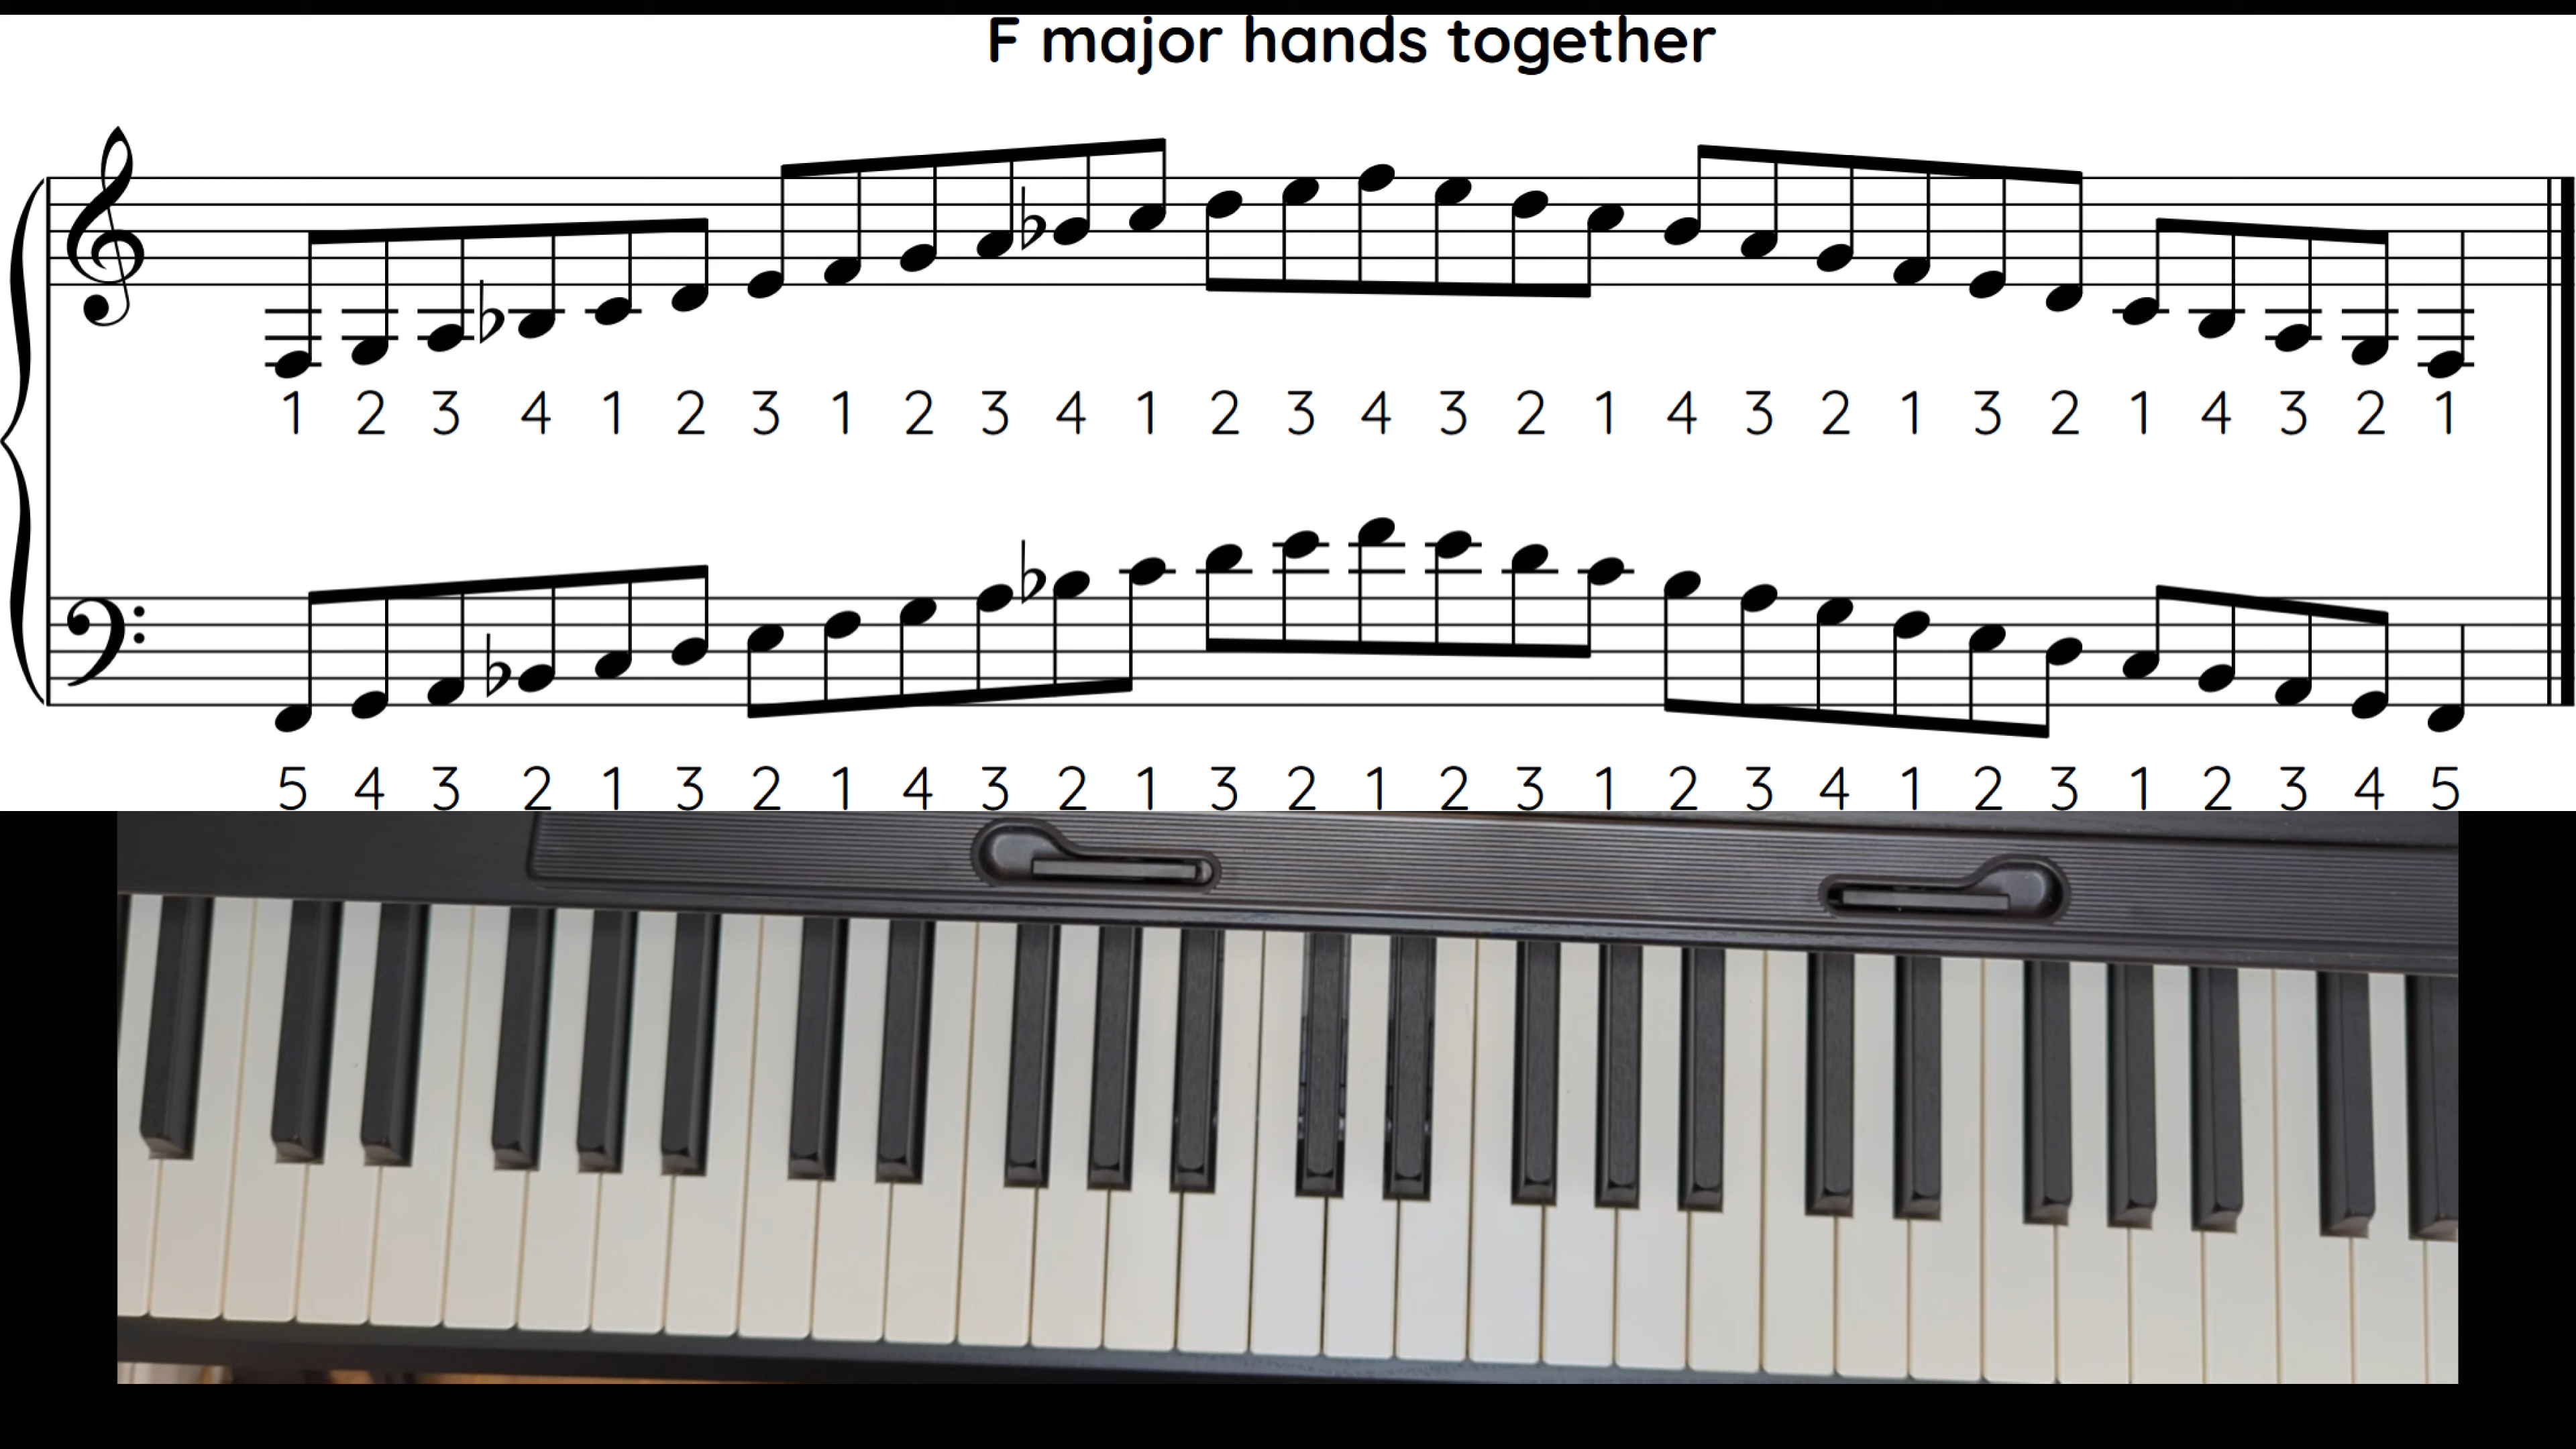 F major hands together
1 2 3 4 1 2 3 1 2 3 4 1 2 3 4 3 2 1 4 3 2 1 3 2 1 4 3 2 1
5 4 3 2 1 3 2 1 4 3 2 1 3 2 1 2 3 1 2 3 4 1 2 3 1 2 3 4 5